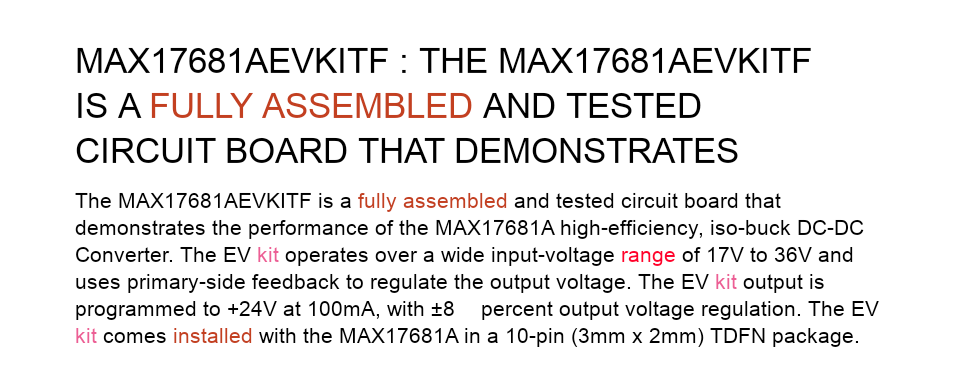 MAX17681AEVKITF : THE MAX17681AEVKITF
IS A FULLY ASSEMBLED AND TESTED
CIRCUIT BOARD THAT DEMONSTRATES
The MAX17681AEVKITF is a fully assembled and tested circuit board that
demonstrates the performance of the MAX17681A high-efficiency, iso-buck DC-DC
Converter. The EV kit operates over a wide input-voltage range of 17V to 36V and
uses primary-side feedback to regulate the output voltage. The EV kit output is
programmed to +24V at 100mA, with ±8 percent output voltage regulation. The EV
kit comes installed with the MAX17681A in a 10-pin (3mm x 2mm) TDFN package.